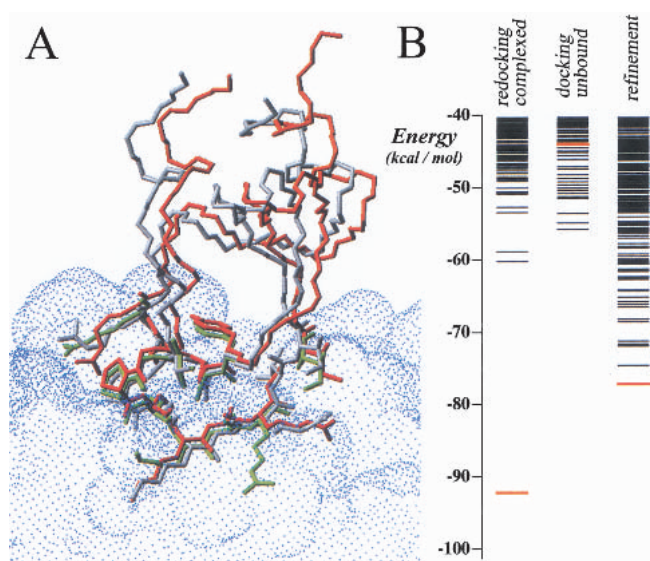 A
B
redocking
complexed
docking
unbound
refinement
Energy
(kcal / mol)
-40
-50
-60
-70
-80
-90
-100